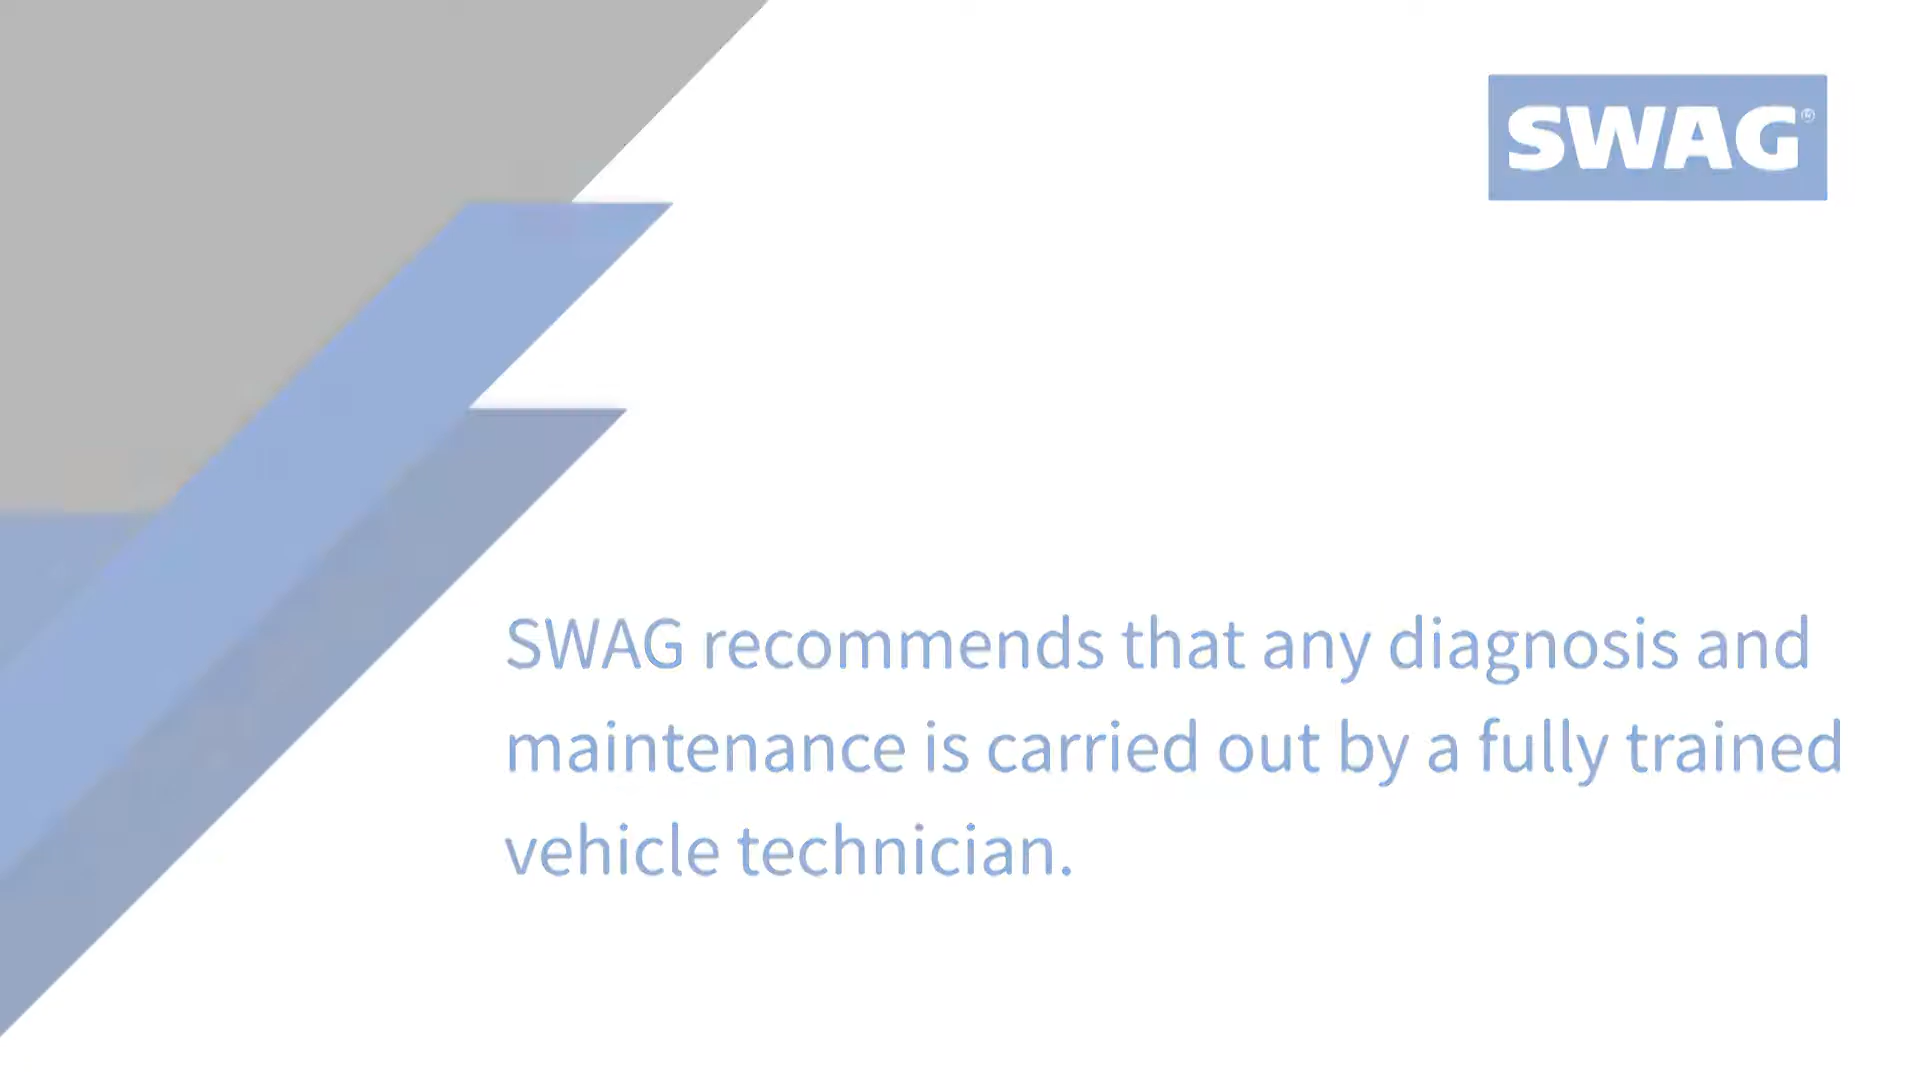 SWAG®
SWAG recommends that any diagnosis and
maintenance is carried out by a fully trained
vehicle technician.